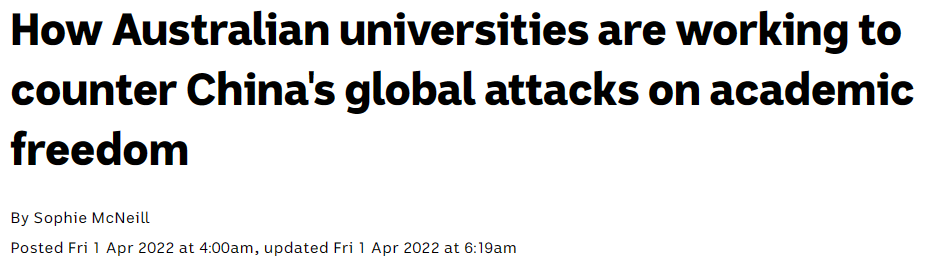 How Australian universities are working to
counter China's global attacks on academic
freedom
By Sophie McNeill
Posted Fri 1 Apr 2022 at 4:00am, updated Fri 1 Apr 2022 at 6:19am